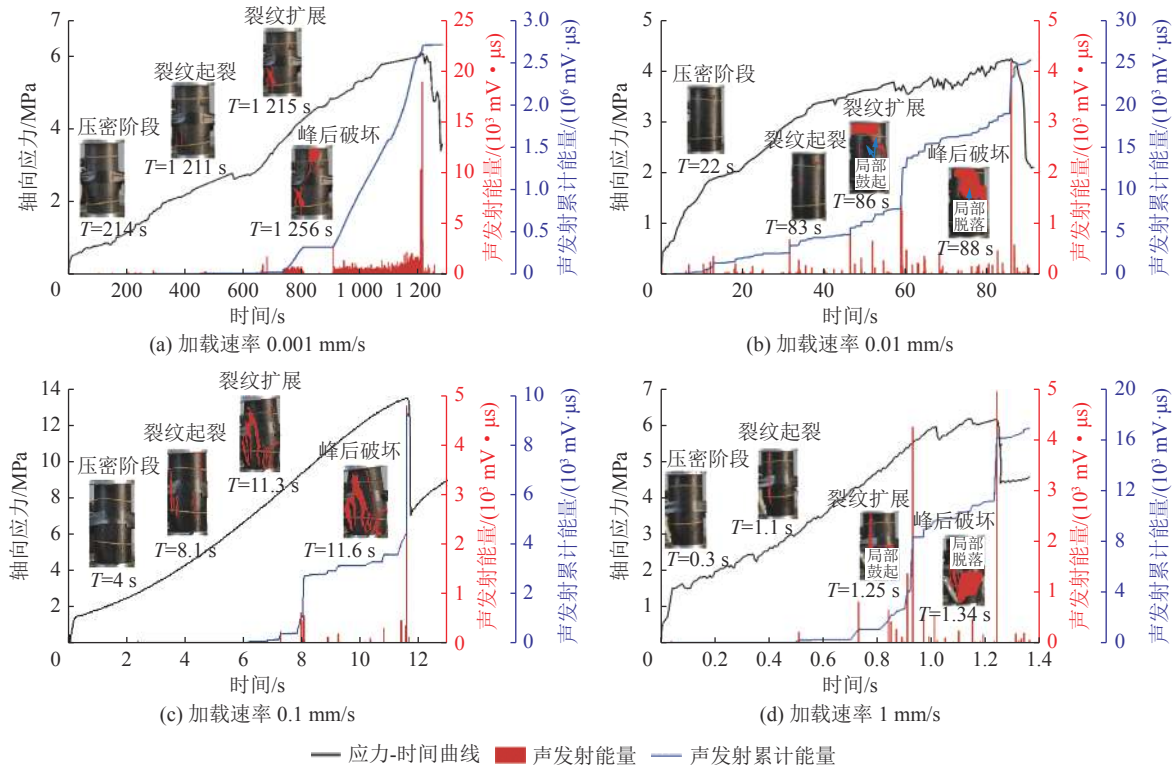 裂纹扩展
裂纹起裂
T=1 215 s
压密阶段
T=1 211 s
峰后破坏
T=214 s
T=1 256 s
轴向应力/MPa
7
6
4
2
0
200
400
600
800
1 000
1 200
时间/s
25
20
15
10
5
0
声发射能量/(10³ mV·μs)
3.0
2.5
2.0
1.5
1.0
0.5
0
声发射累计能量/(10⁶ mV·μs)
(a) 加载速率 0.001 mm/s
压密阶段
T=22 s
裂纹扩展
裂纹起裂
局部
鼓起
T=86 s
T=83 s
峰后破坏
局部
脱落
T=88 s
轴向应力/MPa
5
4
3
2
1
0
20
40
60
80
时间/s
5
4
3
2
1
0
声发射能量/(10³ mV·μs)
30
25
20
15
10
5
0
声发射累计能量/(10³ mV·μs)
(b) 加载速率 0.01 mm/s
裂纹扩展
裂纹起裂
峰后破坏
压密阶段
T=11.3 s
T=8.1 s
T=11.6 s
T=4 s
轴向应力/MPa
14
12
10
8
6
4
2
0
2
4
6
8
10
12
时间/s
5
4
3
2
1
0
声发射能量/(10³ mV·μs)
10
8
6
4
2
0
声发射累计能量/(10³ mV·μs)
(c) 加载速率 0.1 mm/s
裂纹起裂
压密阶段
T=1.1 s
T=0.3 s
裂纹扩展
局部
鼓起
T=1.25 s
峰后破坏
局部
脱落
T=1.34 s
轴向应力/MPa
7
6
5
4
3
2
1
0
0.2
0.4
0.6
0.8
1.0
1.2
1.4
时间/s
5
4
3
2
1
0
声发射能量/(10³ mV·μs)
20
16
12
8
4
0
声发射累计能量/(10³ mV·μs)
(d) 加载速率 1 mm/s
应力-时间曲线 声发射能量 声发射累计能量